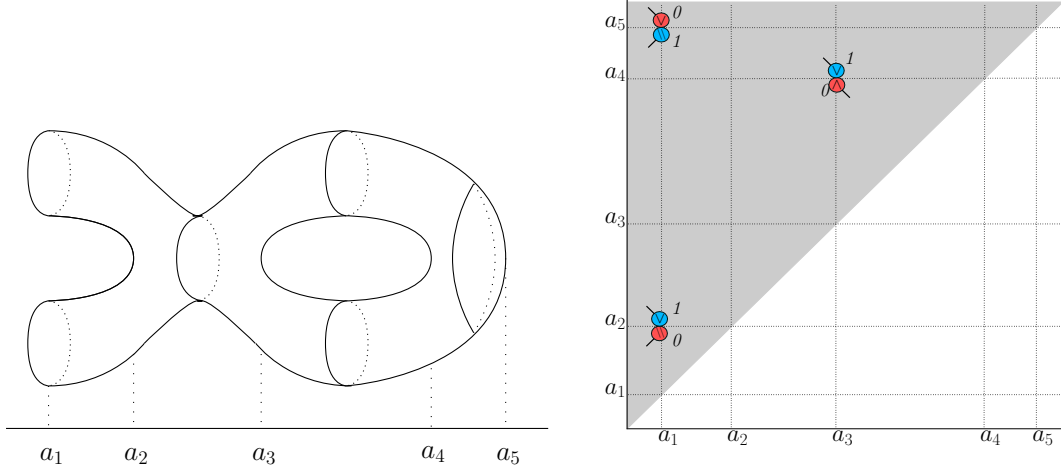 a₁ a₂ a₃ a₄ a₅
a₅ 0
1
a₄ 1
0
a₃
a₂ 1
0
a₁
a₁ a₂ a₃ a₄ a₅